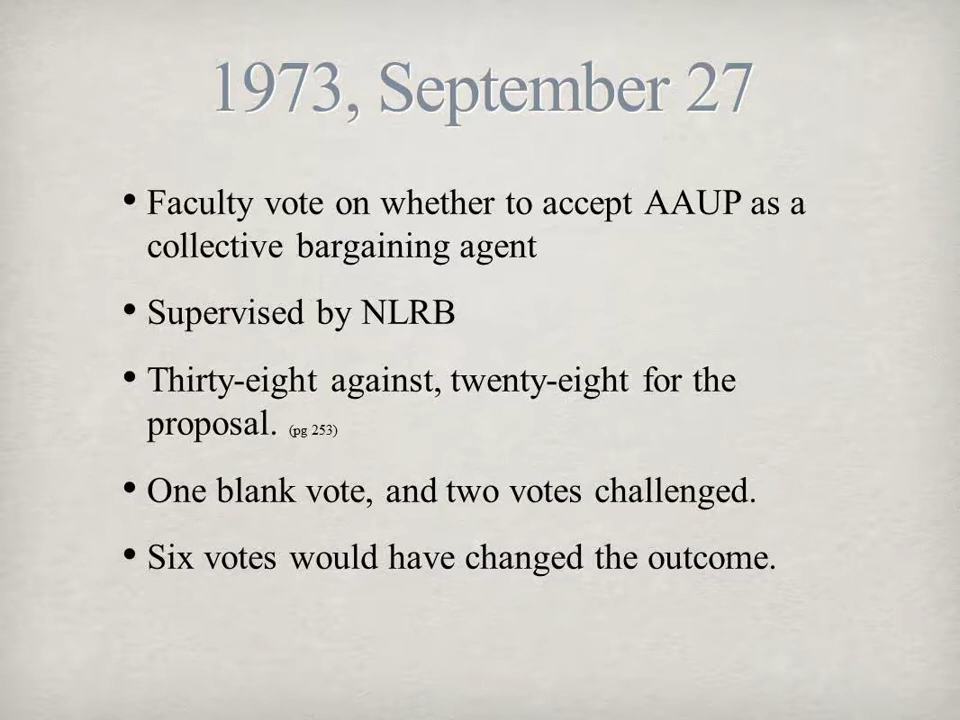 1973, September 27
• Faculty vote on whether to accept AAUP as a
collective bargaining agent
• Supervised by NLRB
• Thirty-eight against, twenty-eight for the
proposal. (pg 253)
• One blank vote, and two votes challenged.
• Six votes would have changed the outcome.